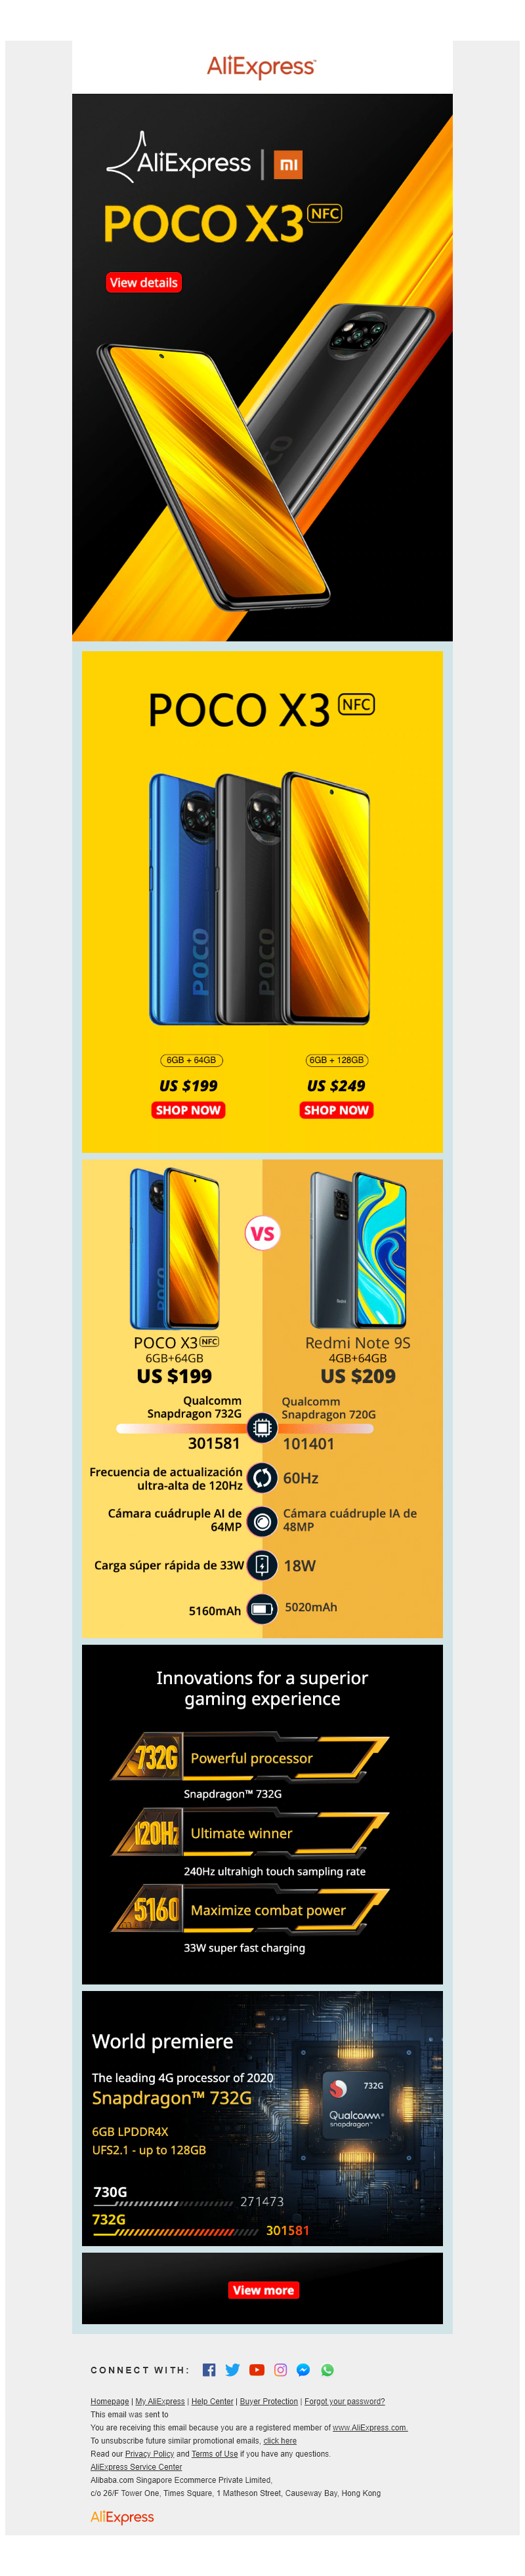 AliExpress
AliExpress | mi
POCO X3 NFC
View details
POCO
POCO X3 NFC
POCO POCO
6GB + 64GB 6GB + 128GB
US $199 US $249
SHOP NOW SHOP NOW
VS
POCO
Redmi
POCO X3 NFC Redmi Note 9S
6GB+64GB 4GB+64GB
US $199 US $209
Qualcomm Qualcomm
Snapdragon 732G Snapdragon 720G
301581 101401
Frecuencia de actualización 60Hz
ultra-alta de 120Hz
Cámara cuádruple AI de Cámara cuádruple IA de
64MP 48MP
Carga súper rápida de 33W 18W
5160mAh 5020mAh
Innovations for a superior
gaming experience
732G Powerful processor
Snapdragon™ 732G
120Hz Ultimate winner
240Hz ultrahigh touch sampling rate
5160 Maximize combat power
33W super fast charging
World premiere
The leading 4G processor of 2020
Snapdragon™ 732G
732G
Qualcomm
snapdragon™
6GB LPDDR4X
UFS2.1 - up to 128GB
730G
271473
732G
301581
View more
CONNECT WITH:
Homepage | My AliExpress | Help Center | Buyer Protection | Forgot your password?
This email was sent to
You are receiving this email because you are a registered member of www.AliExpress.com.
To unsubscribe future similar promotional emails, click here
Read our Privacy Policy and Terms of Use if you have any questions.
AliExpress Service Center
Alibaba.com Singapore Ecommerce Private Limited,
c/o 26/F Tower One, Times Square, 1 Matheson Street, Causeway Bay, Hong Kong
AliExpress